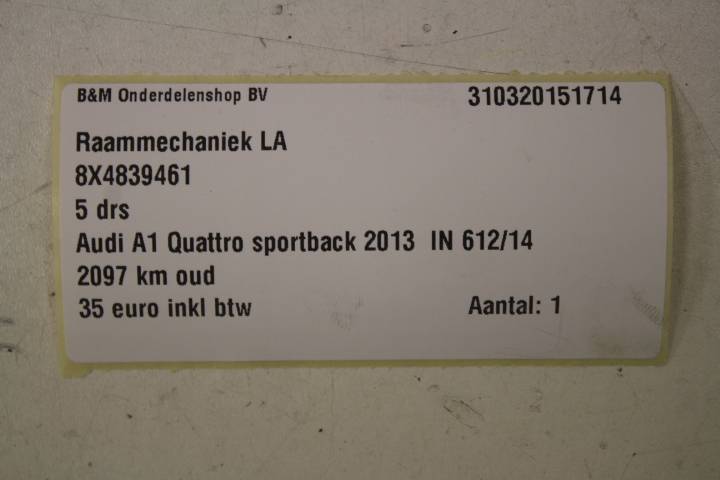 B&M Onderdelenshop BV 310320151714
Raammechaniek LA
8X4839461
5 drs
Audi A1 Quattro sportback 2013 IN 612/14
2097 km oud
35 euro inkl btw Aantal: 1